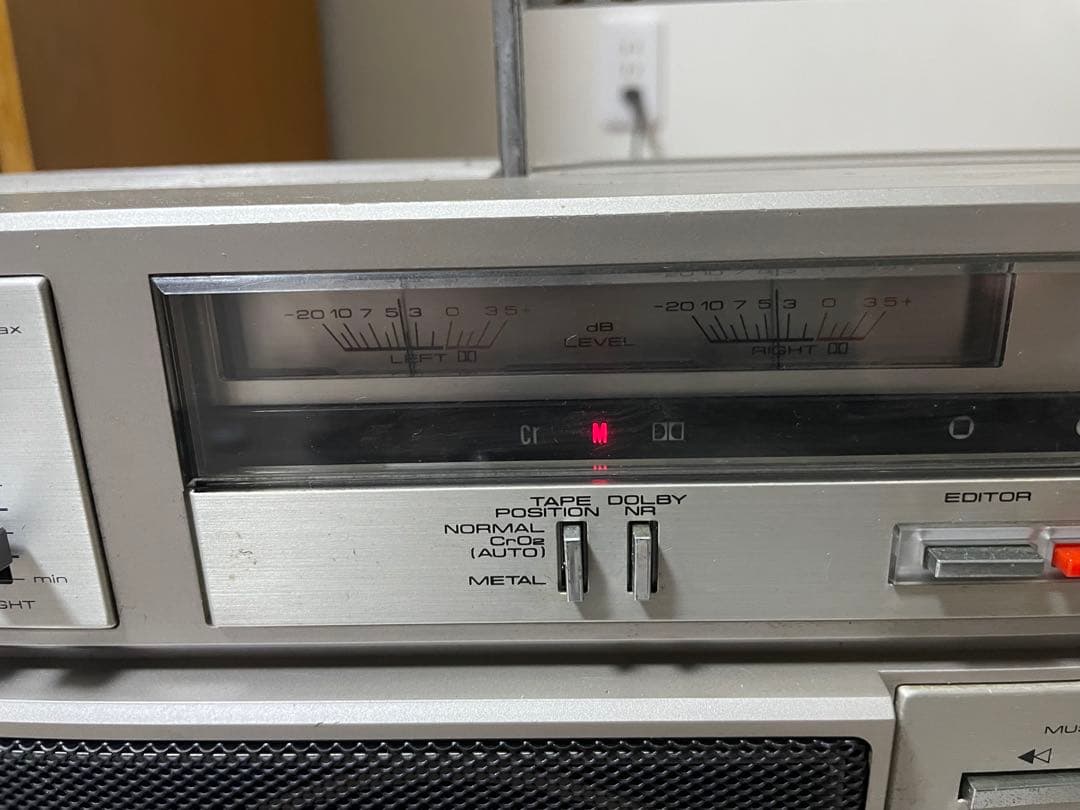 -20 10 7 5 3 0 3 5 +
LEFT
dB
LEVEL
-20 10 7 5 3 0 3 5 +
RIGHT
Cr M
TAPE POSITION
DOLBY NR
NORMAL
CrO₂
(AUTO)
METAL
EDITOR
min